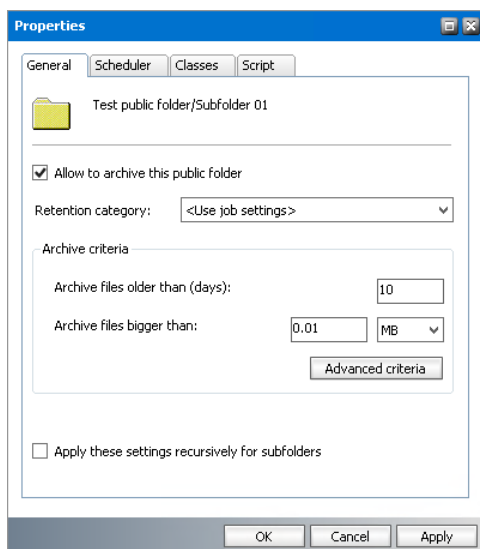 Properties
General Scheduler Classes Script
Test public folder/Subfolder 01
Allow to archive this public folder
Retention category: <Use job settings>
Archive criteria
Archive files older than (days): 10
Archive files bigger than: 0.01 MB
Advanced criteria
Apply these settings recursively for subfolders
OK Cancel Apply